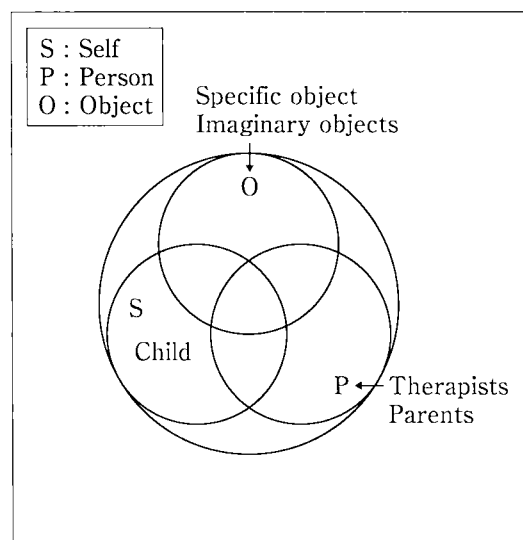 S : Self
P : Person
O : Object
Specific object
Imaginary objects
O
S
Child
P
Therapists
Parents